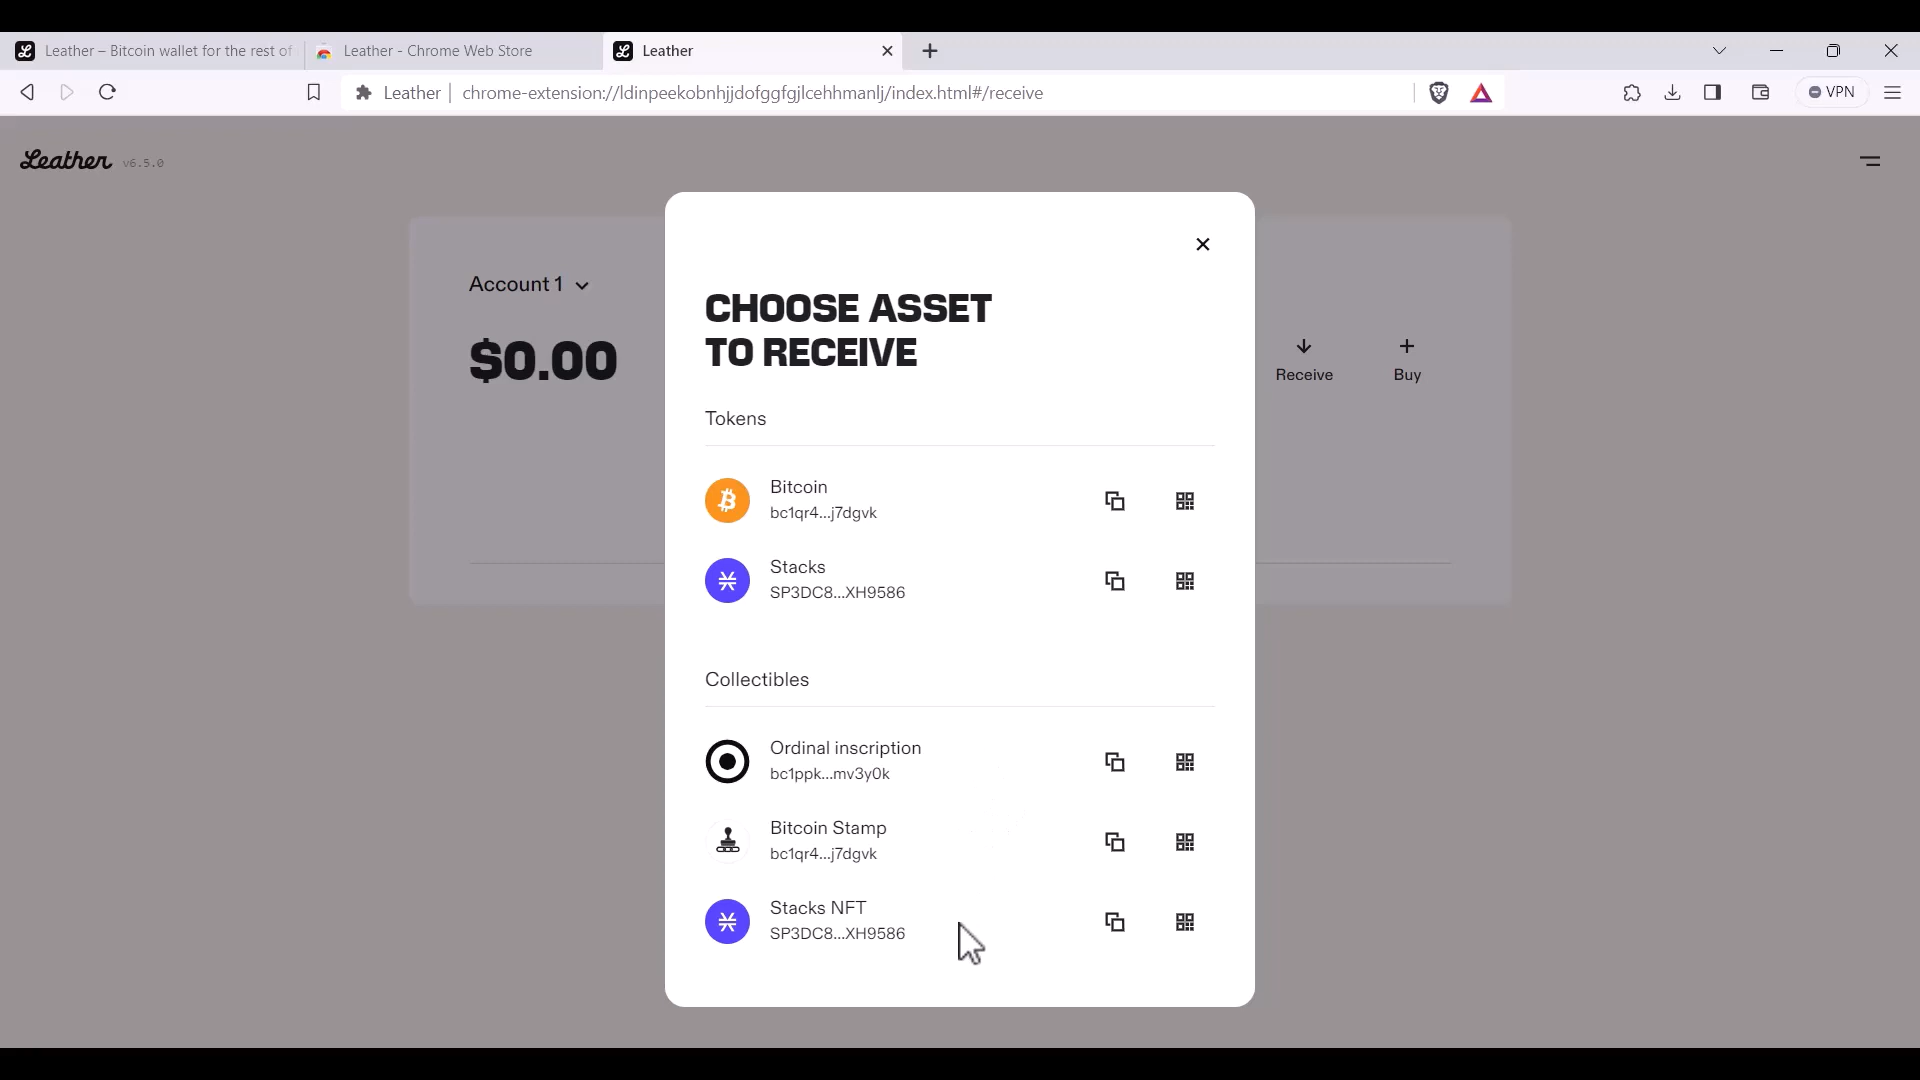 Leather – Bitcoin wallet for the rest of
Leather - Chrome Web Store
Leather
Leather
chrome-extension://ldinpeekobnhjjdofggfgjlcehhmanlj/index.html#/receive
VPN
Leather v6.5.0
Account 1
$0.00
Receive
Buy
CHOOSE ASSET
TO RECEIVE
Tokens
Bitcoin
bc1qr4...j7dgvk
Stacks
SP3DC8...XH9586
Collectibles
Ordinal inscription
bc1ppk...mv3y0k
Bitcoin Stamp
bc1qr4...j7dgvk
Stacks NFT
SP3DC8...XH9586